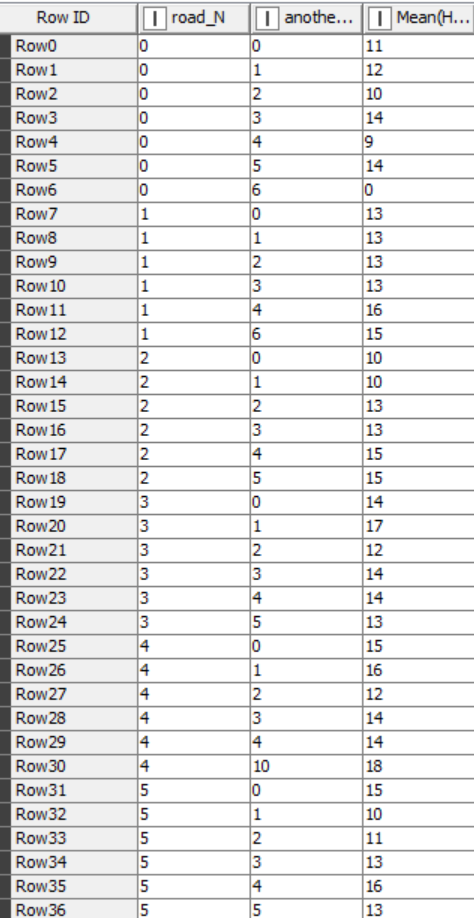 Row ID | road_N | anothe... | Mean(H...
Row0 0 0 11
Row1 0 1 12
Row2 0 2 10
Row3 0 3 14
Row4 0 4 9
Row5 0 5 14
Row6 0 6 0
Row7 1 0 13
Row8 1 1 13
Row9 1 2 13
Row10 1 3 13
Row11 1 4 16
Row12 1 6 15
Row13 2 0 10
Row14 2 1 10
Row15 2 2 13
Row16 2 3 13
Row17 2 4 15
Row18 2 5 15
Row19 3 0 14
Row20 3 1 17
Row21 3 2 12
Row22 3 3 14
Row23 3 4 14
Row24 3 5 13
Row25 4 0 15
Row26 4 1 16
Row27 4 2 12
Row28 4 3 14
Row29 4 4 14
Row30 4 10 18
Row31 5 0 15
Row32 5 1 10
Row33 5 2 11
Row34 5 3 13
Row35 5 4 16
Row36 5 5 13